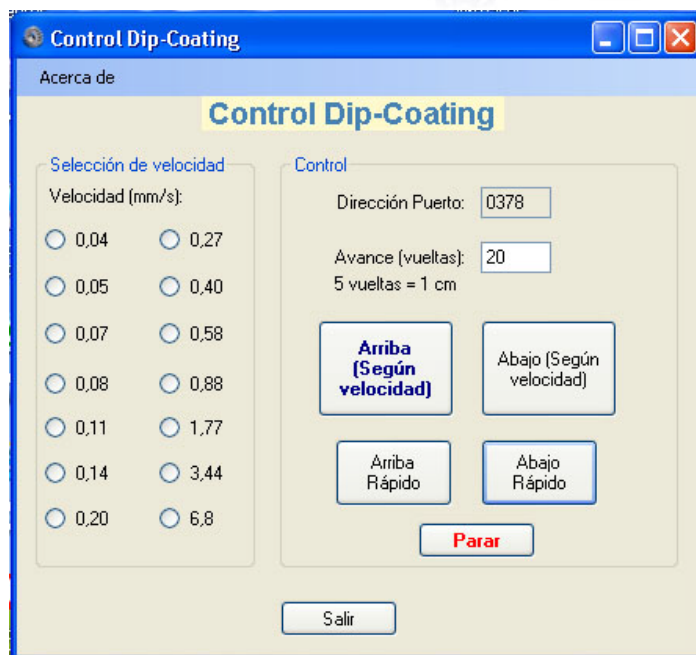 Control Dip-Coating
Acerca de
Control Dip-Coating
Selección de velocidad
Velocidad (mm/s):
0,04 0,27
0,05 0,40
0,07 0,58
0,08 0,88
0,11 1,77
0,14 3,44
0,20 6,8
Control
Dirección Puerto: 0378
Avance (vueltas): 20
5 vueltas = 1 cm
Arriba
(Según
velocidad)
Abajo (Según
velocidad)
Arriba
Rápido
Abajo
Rápido
Parar
Salir